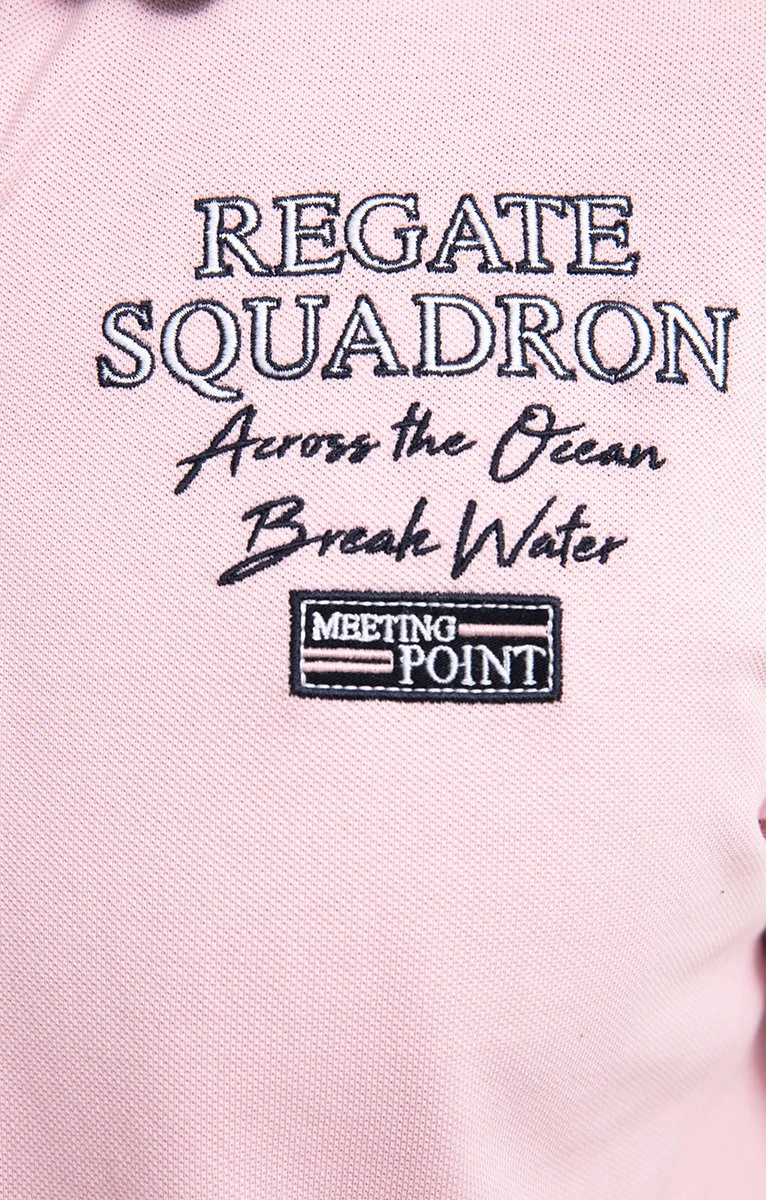 REGATE
SQUADRON
Across the Ocean
Break Water
MEETING
POINT